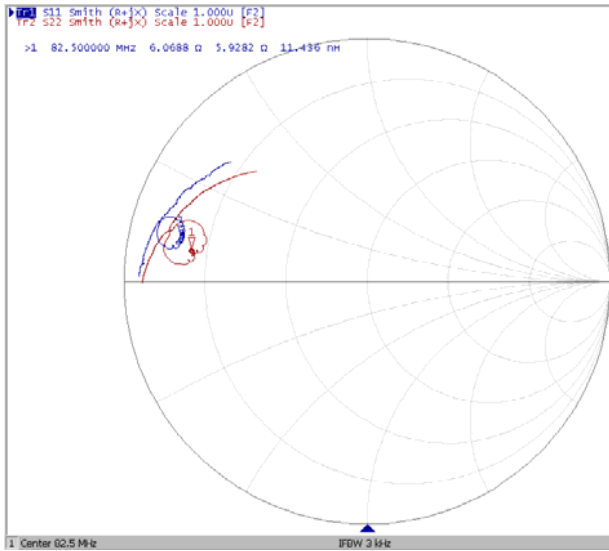 ▶Tr1 S11 Smith (R+jX) Scale 1.000U [F2]
Tr2 S22 Smith (R+jX) Scale 1.000U [F2]
>1 82.500000 MHz 6.0688 Ω 5.9282 Ω 11.436 nH
1
1 Center 82.5 MHz IFBW 3 kHz